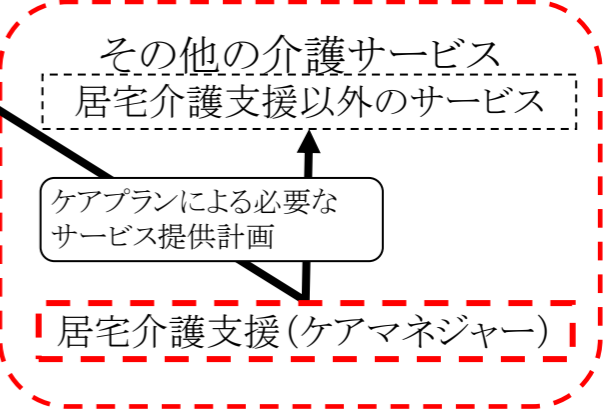 その他の介護サービス
居宅介護支援以外のサービス
ケアプランによる必要な
サービス提供計画
居宅介護支援(ケアマネジャー)